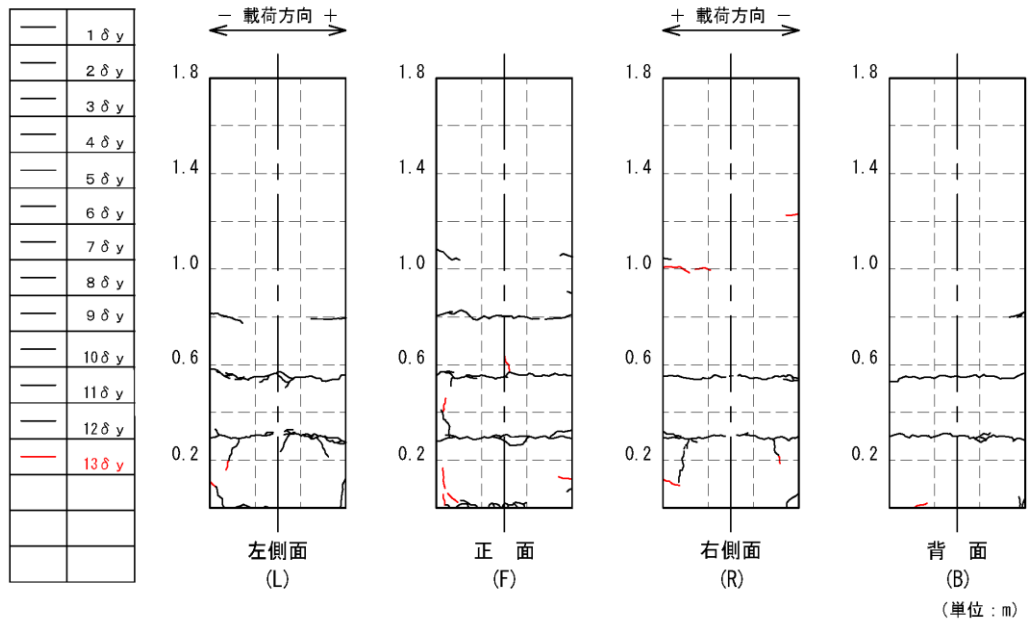 1δy
2δy
3δy
4δy
5δy
6δy
7δy
8δy
9δy
10δy
11δy
12δy
13δy
− 載荷方向 +
1.8
1.4
1.0
0.6
0.2
左側面
(L)
1.8
1.4
1.0
0.6
0.2
正 面
(F)
+ 載荷方向 −
1.8
1.4
1.0
0.6
0.2
右側面
(R)
1.8
1.4
1.0
0.6
0.2
背 面
(B)
(単位:m)